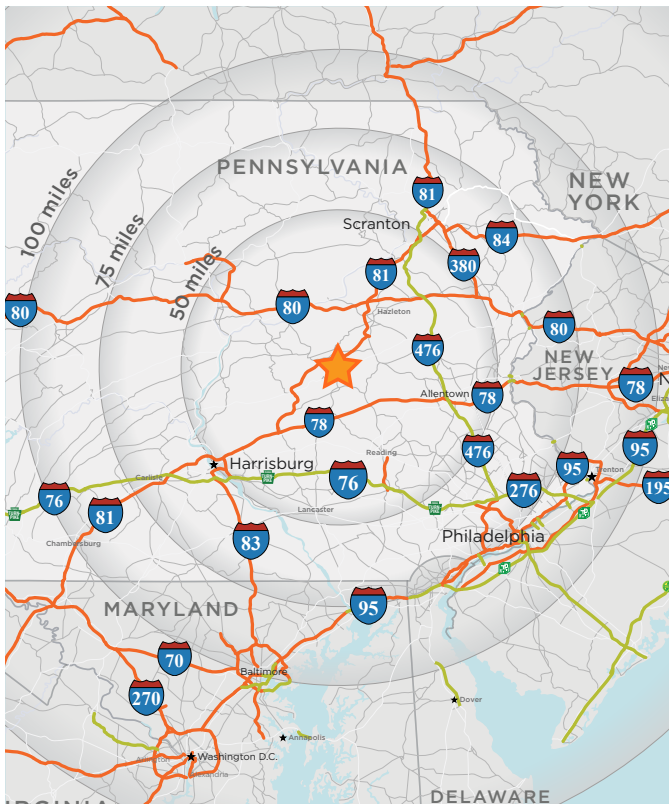 PENNSYLVANIA
NEW
YORK
81
100 miles
Scranton
84
75 miles
380
81
50 miles
80
80
Hazleton
80
476
NEW
JERSEY
78
Allentown
78
78
Reading
476
95
Harrisburg
95
Trenton
Carlisle
76
276
195
76
Lancaster
81
Chambersburg
83
Philadelphia
MARYLAND
95
70
Baltimore
270
Dover
Annapolis
Washington D.C.
Arlington
Alexandria
DELAWARE